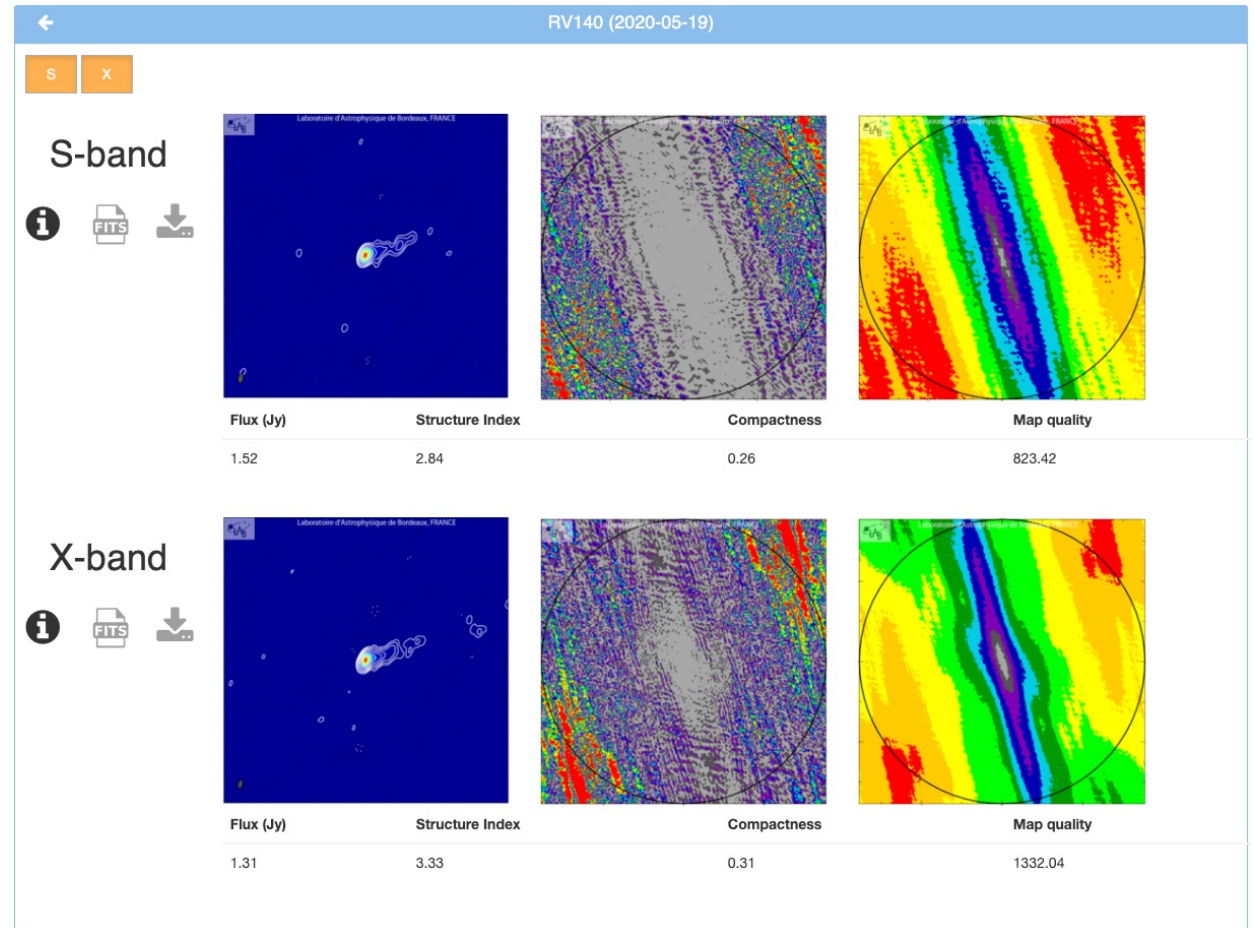 RV140 (2020-05-19)
S X
Laboratoire d'Astrophysique de Bordeaux, FRANCE
S-band
FITS
Flux (Jy) Structure Index Compactness Map quality
1.52 2.84 0.26 823.42
Laboratoire d'Astrophysique de Bordeaux, FRANCE
X-band
FITS
Flux (Jy) Structure Index Compactness Map quality
1.31 3.33 0.31 1332.04